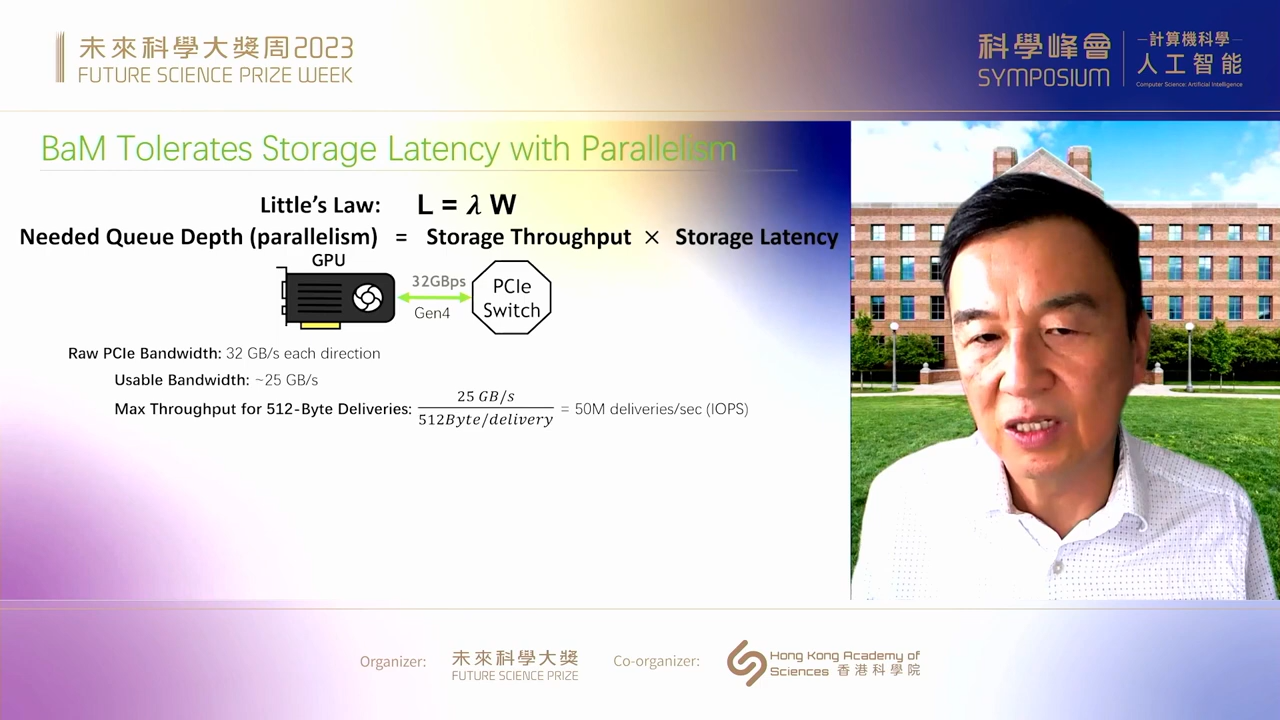 未來科學大獎周2023
FUTURE SCIENCE PRIZE WEEK
科學峰會
SYMPOSIUM
計算機科學
人工智能
Computer Science: Artificial Intelligence
BaM Tolerates Storage Latency with Parallelism
Little's Law: L = λ W
Needed Queue Depth (parallelism) = Storage Throughput × Storage Latency
GPU
32GBps
Gen4
PCIe
Switch
Raw PCIe Bandwidth: 32 GB/s each direction
Usable Bandwidth: ~25 GB/s
25 GB/s
Max Throughput for 512-Byte Deliveries: = 50M deliveries/sec (IOPS)
512Byte/delivery
Organizer:
未來科學大獎
FUTURE SCIENCE PRIZE
Co-organizer:
Hong Kong Academy of
Sciences 香港科學院